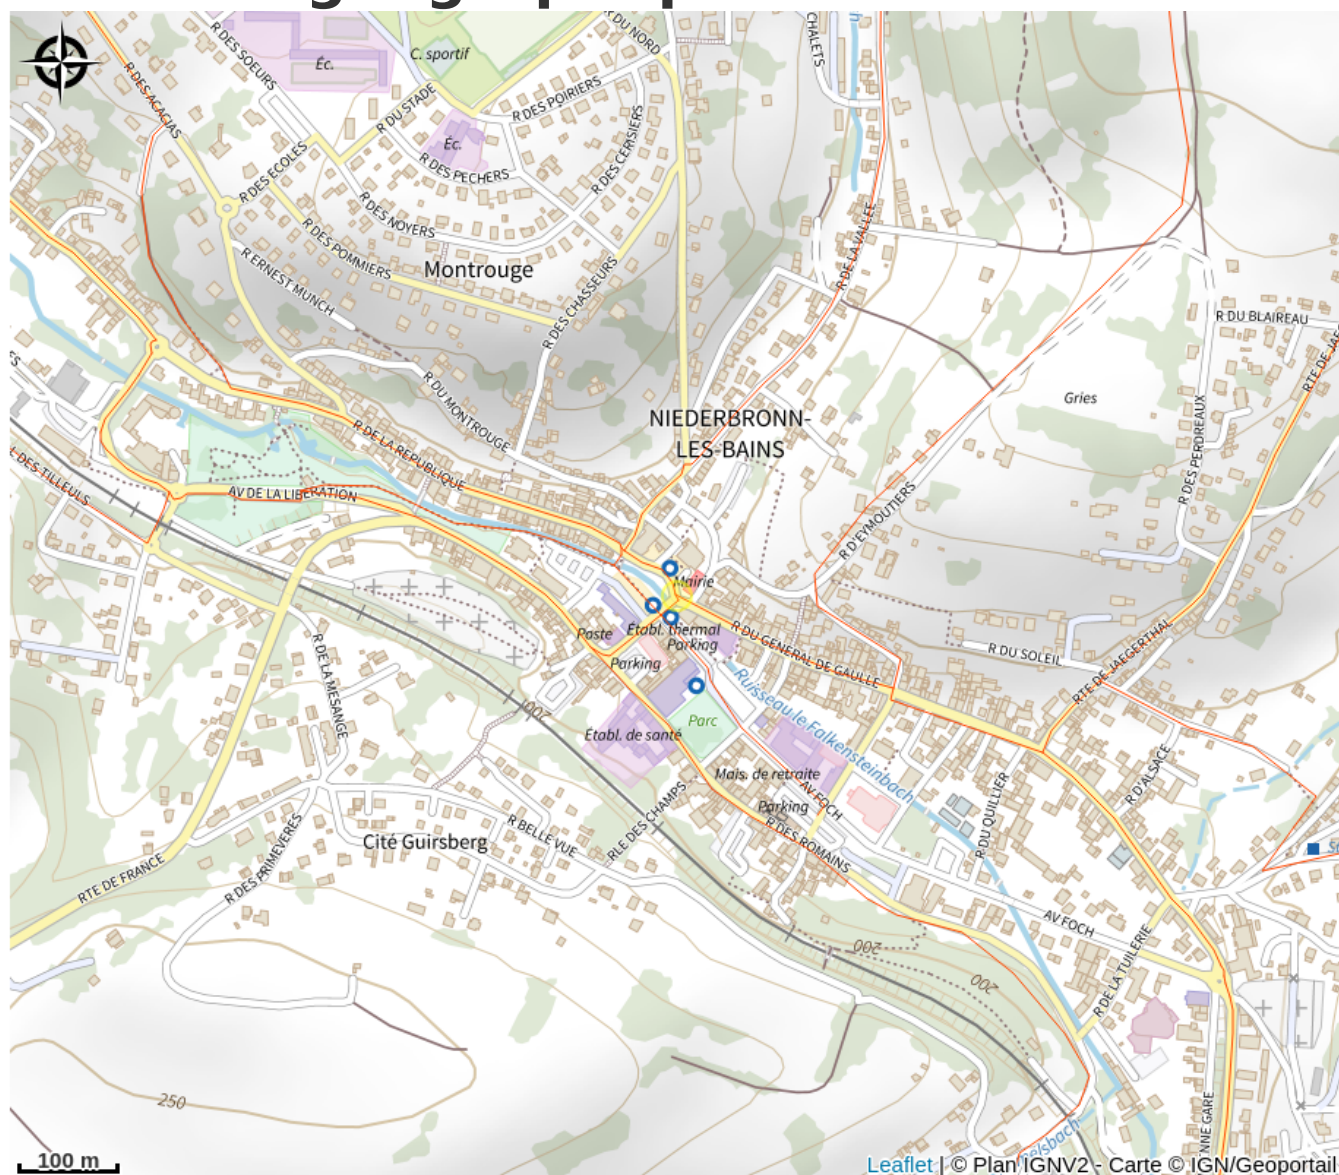 R DES SOEURS
R DU NORD
CHALETS
C. sportif
Éc.
R DES ACACIAS
R DU STADE
R DES POIRIERS
Éc.
R DES ECOLES
R DES PECHERS
R DES CERISIERS
R DES NOYERS
R DES POMMIERS
R DE LA VALLEE
R ERNEST MUNCH
Montrouge
R DES CHASSEURS
R DU BLAIREAU
R DU MONTROUGE
Gries
NIEDERBRONN-
LES-BAINS
R DE LA REPUBLIQUE
R DES PERDREAUX
DES TILLEULS
AV DE LA LIBERATION
R D'EYMOUTIERS
Mairie
Poste
Établ. thermal
Parking
Parking
R DU GENERAL DE GAULLE
R DU SOLEIL
RTE DE JAEGERTHAL
R DE LA MESANGE
200
Ruisseau le Falkensteinbach
Parc
Établ. de santé
Mais. de retraite
AV FOCH
Parking
R D'ALSACE
R DU QUILLIER
Cité Guirsberg
R BELLE VUE
RLE DES CHAMPS
R DES ROMAINS
RTE DE FRANCE
R DES PRIMEVERES
AV FOCH
200
200
R DE LA TUILERIE
250
NNE GARE
elsbach
100 m
Leaflet | © Plan IGNV2 - Carte © IGN/Geoportail